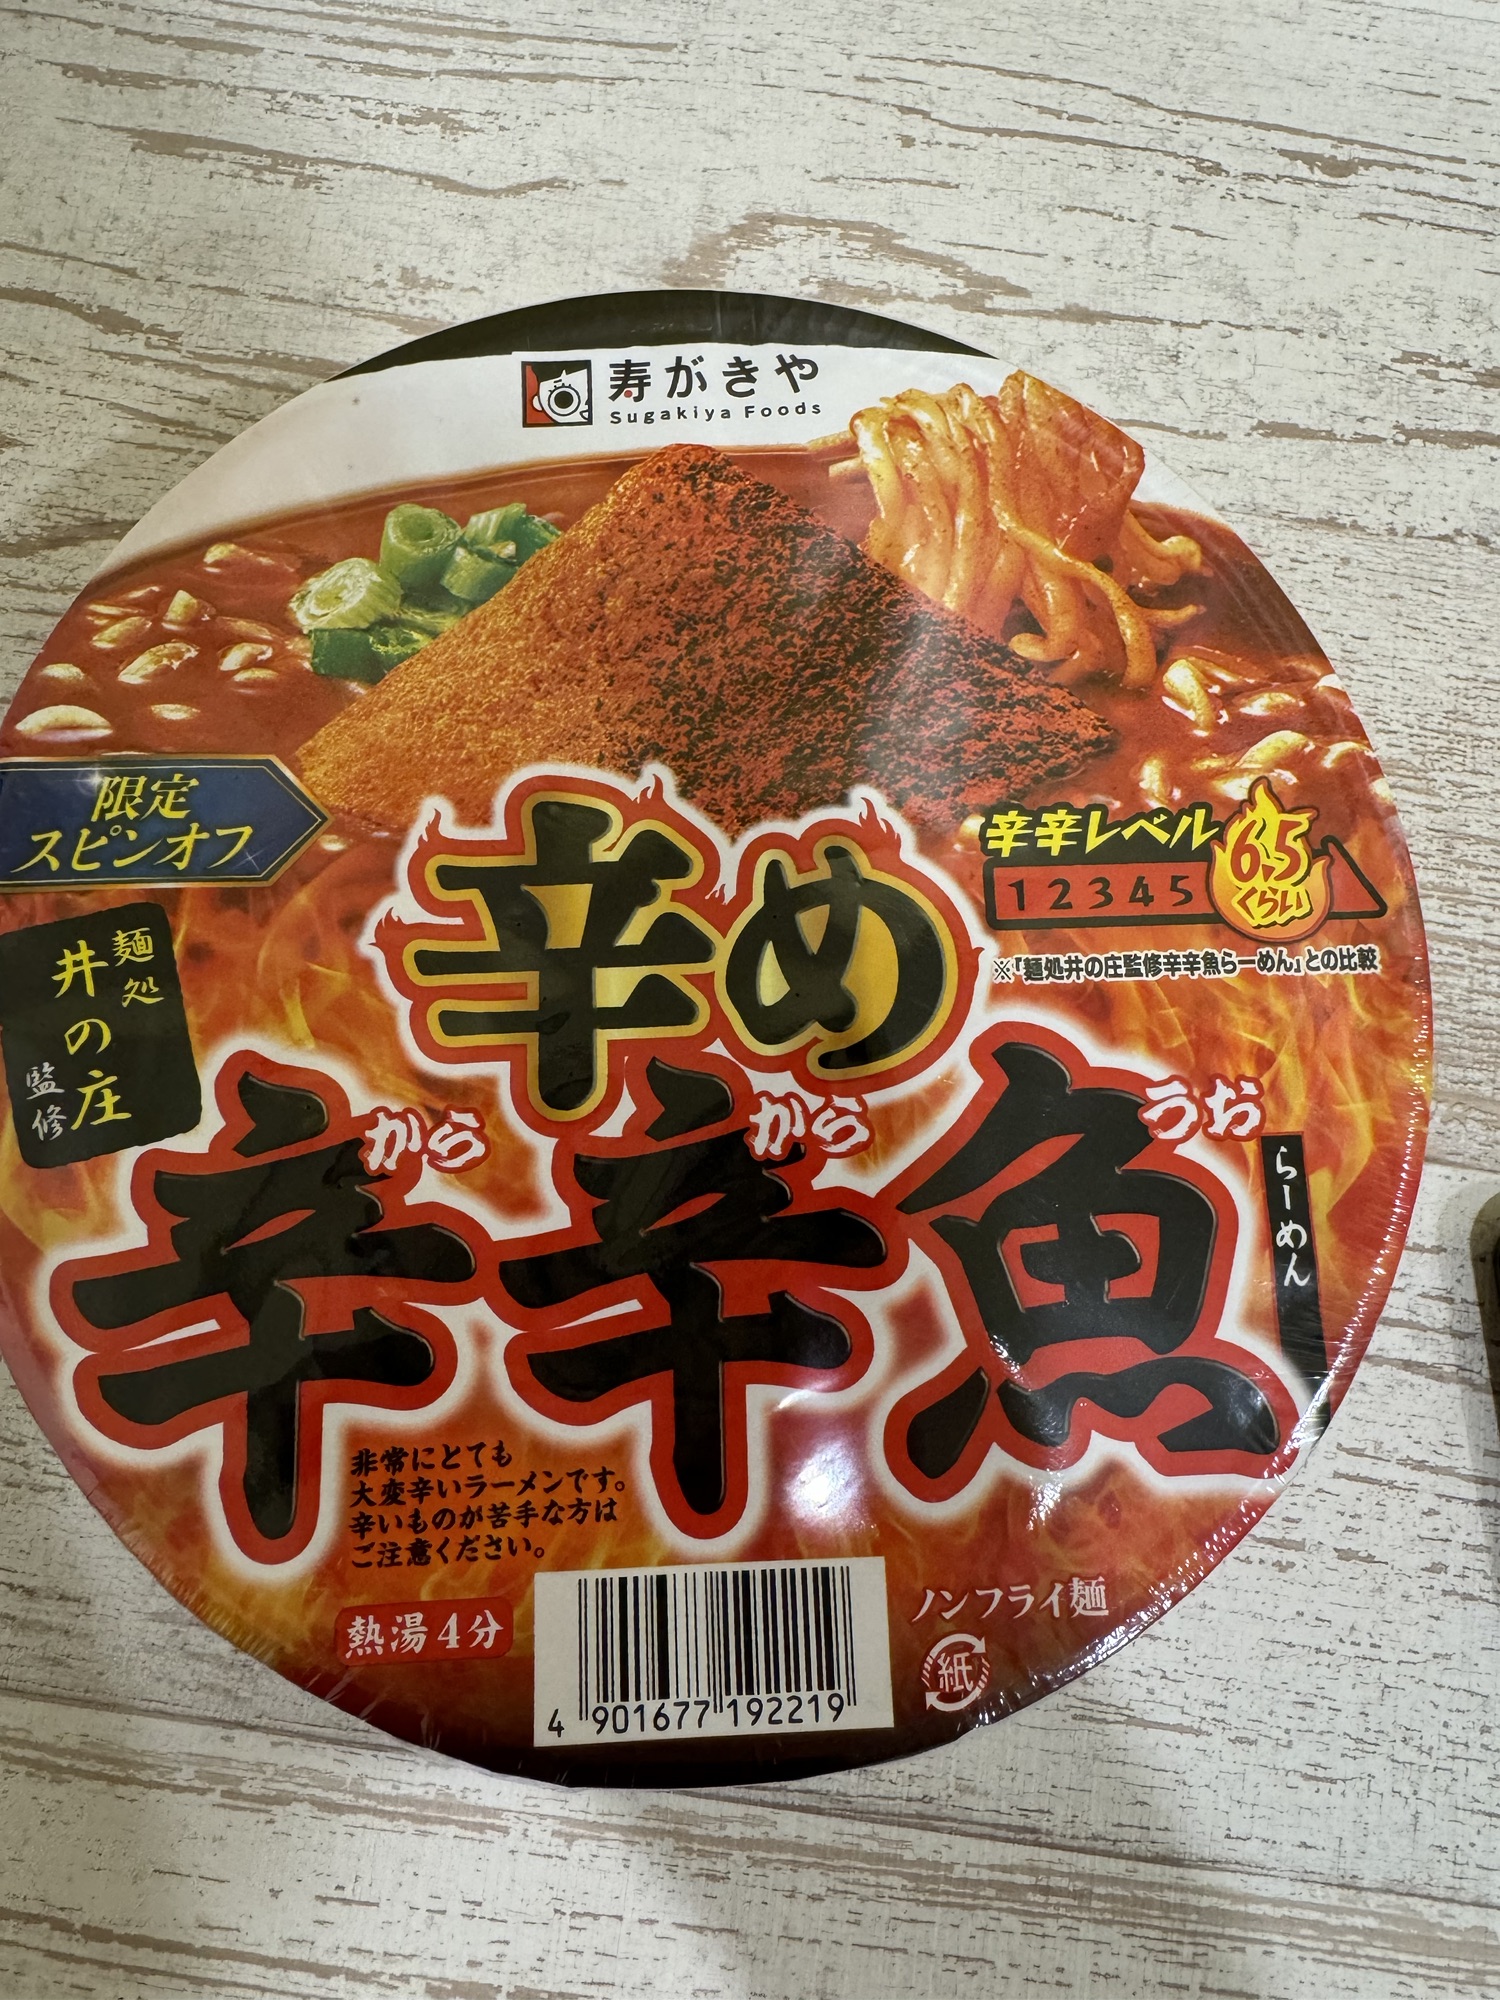 寿がきや
Sugakiya Foods
限定
スピンオフ
麺処
井の庄
監修
辛辛レベル
1 2 3 4 5
6.5
くらい
※「麺処井の庄監修辛辛魚らーめん」との比較
辛め
から から うお
辛辛魚
らーめん
非常にとても
大変辛いラーメンです。
辛いものが苦手な方は
ご注意ください。
熱湯4分
4 901677 192219
ノンフライ麺
紙